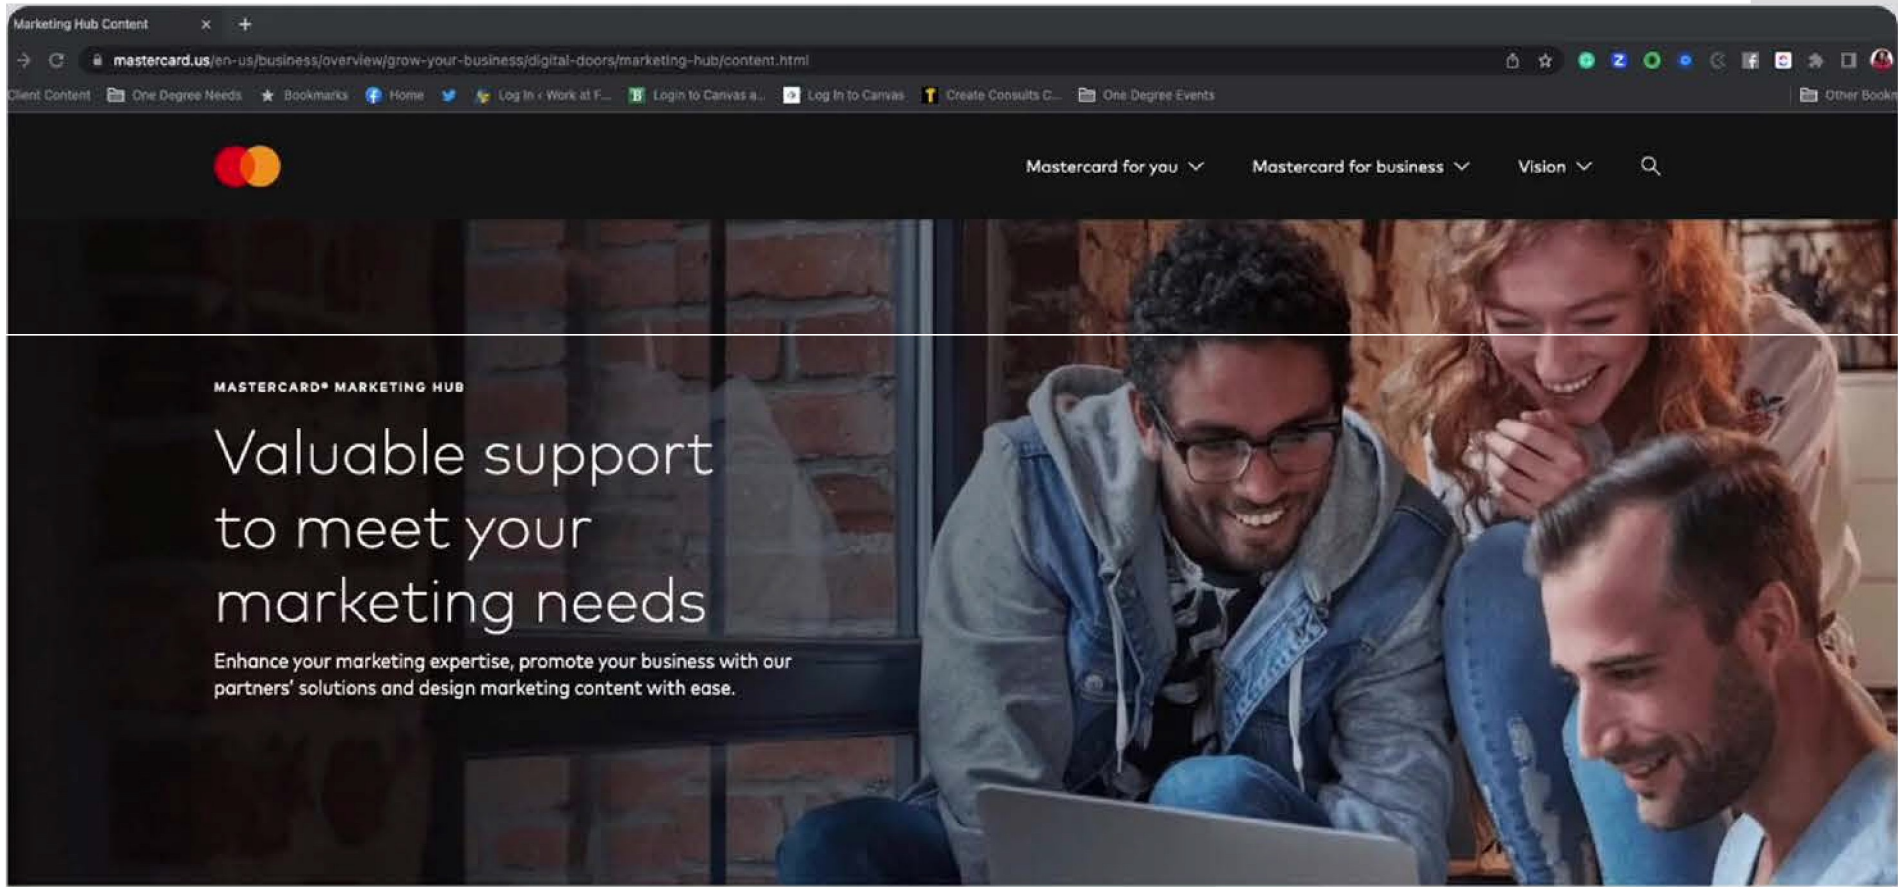 Marketing Hub Content
mastercard.us/en-us/business/overview/grow-your-business/digital-doors/marketing-hub/content.html
Client Content One Degree Needs Bookmarks Home Log In < Work at F... Login to Canvas a... Log In to Canvas Create Consults C... One Degree Events Other Bookm
Mastercard for you Mastercard for business Vision
MASTERCARD® MARKETING HUB
Valuable support
to meet your
marketing needs
Enhance your marketing expertise, promote your business with our
partners' solutions and design marketing content with ease.